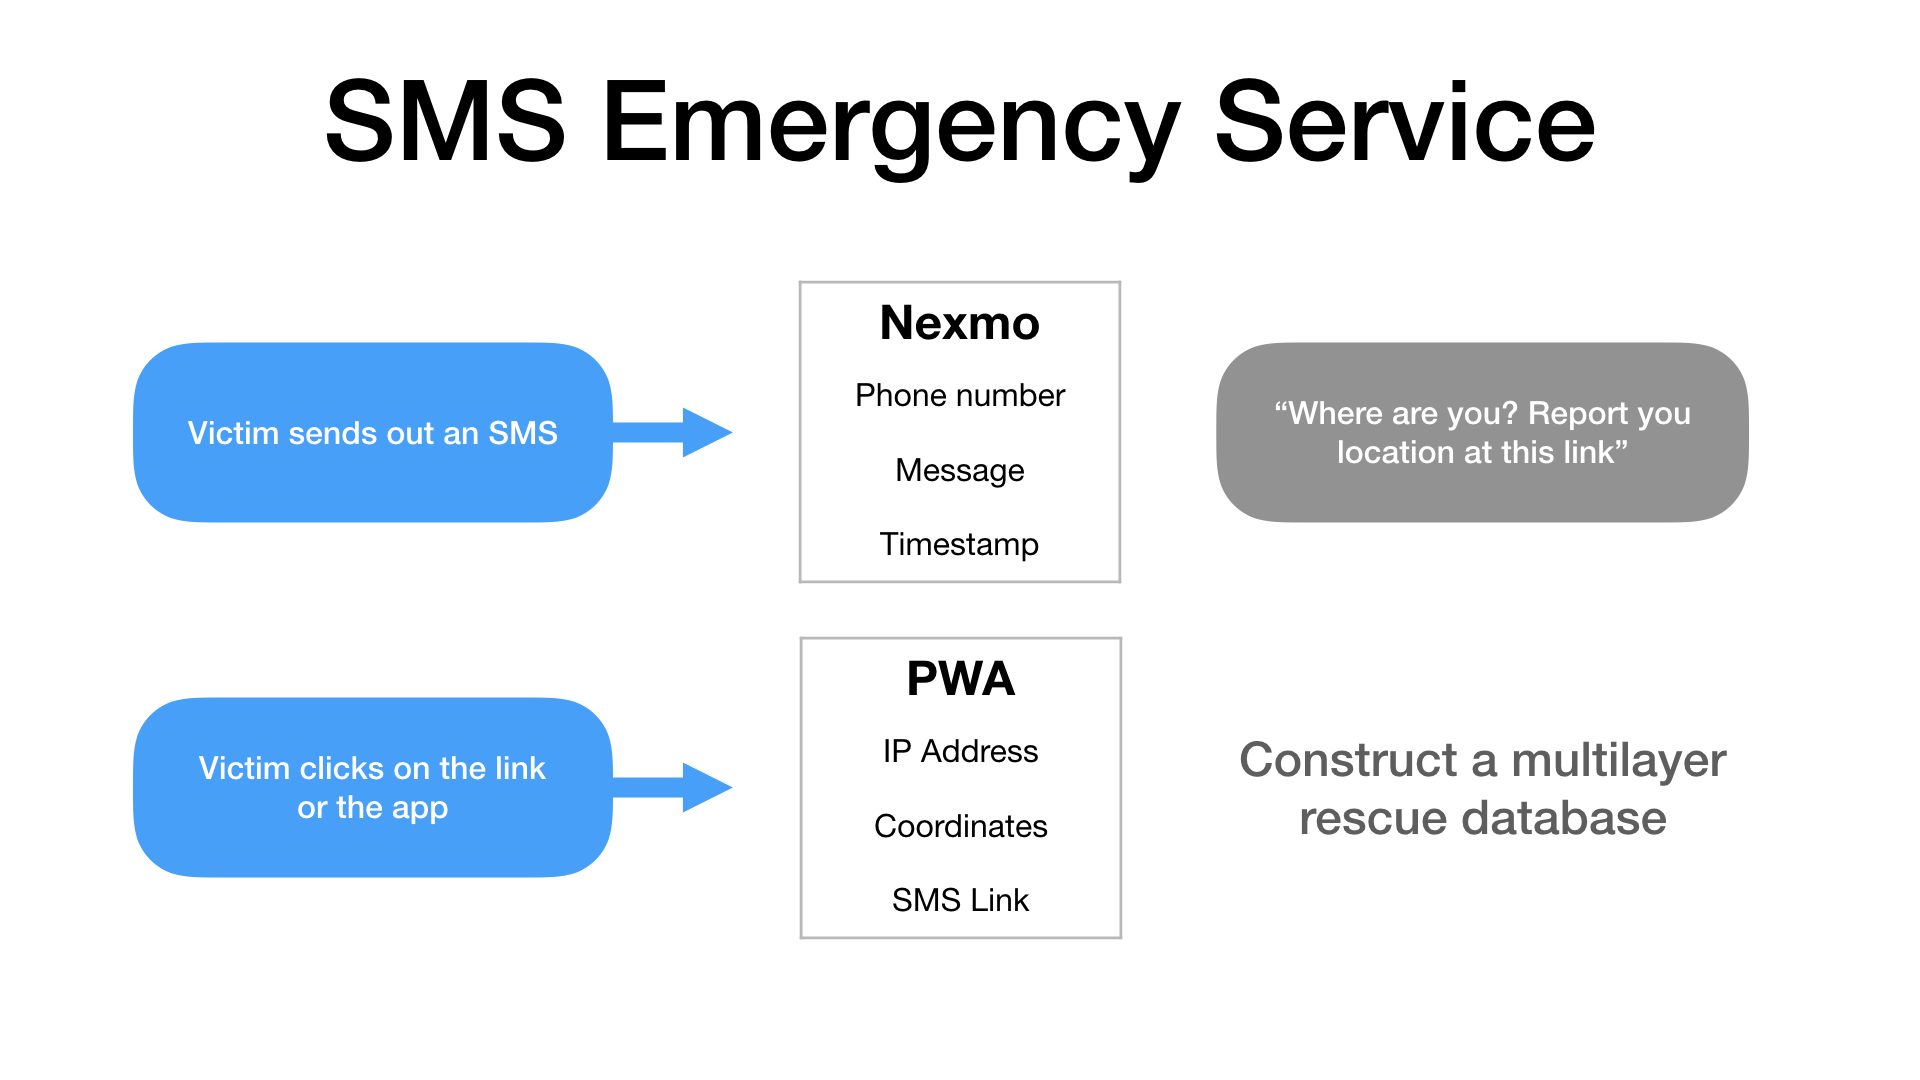 SMS Emergency Service
Victim sends out an SMS
Nexmo
Phone number
Message
Timestamp
“Where are you? Report you
location at this link”
Victim clicks on the link
or the app
PWA
IP Address
Coordinates
SMS Link
Construct a multilayer
rescue database